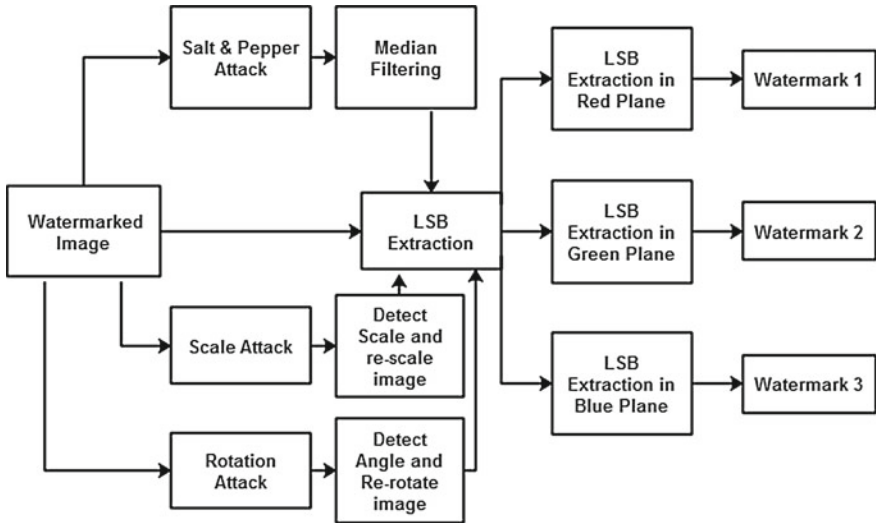 Salt & Pepper
Attack
Median
Filtering
LSB
Extraction in
Red Plane
Watermark 1
Watermarked
Image
LSB
Extraction
LSB
Extraction in
Green Plane
Watermark 2
Scale Attack
Detect
Scale and
re-scale
image
LSB
Extraction in
Blue Plane
Watermark 3
Rotation
Attack
Detect
Angle and
Re-rotate
image